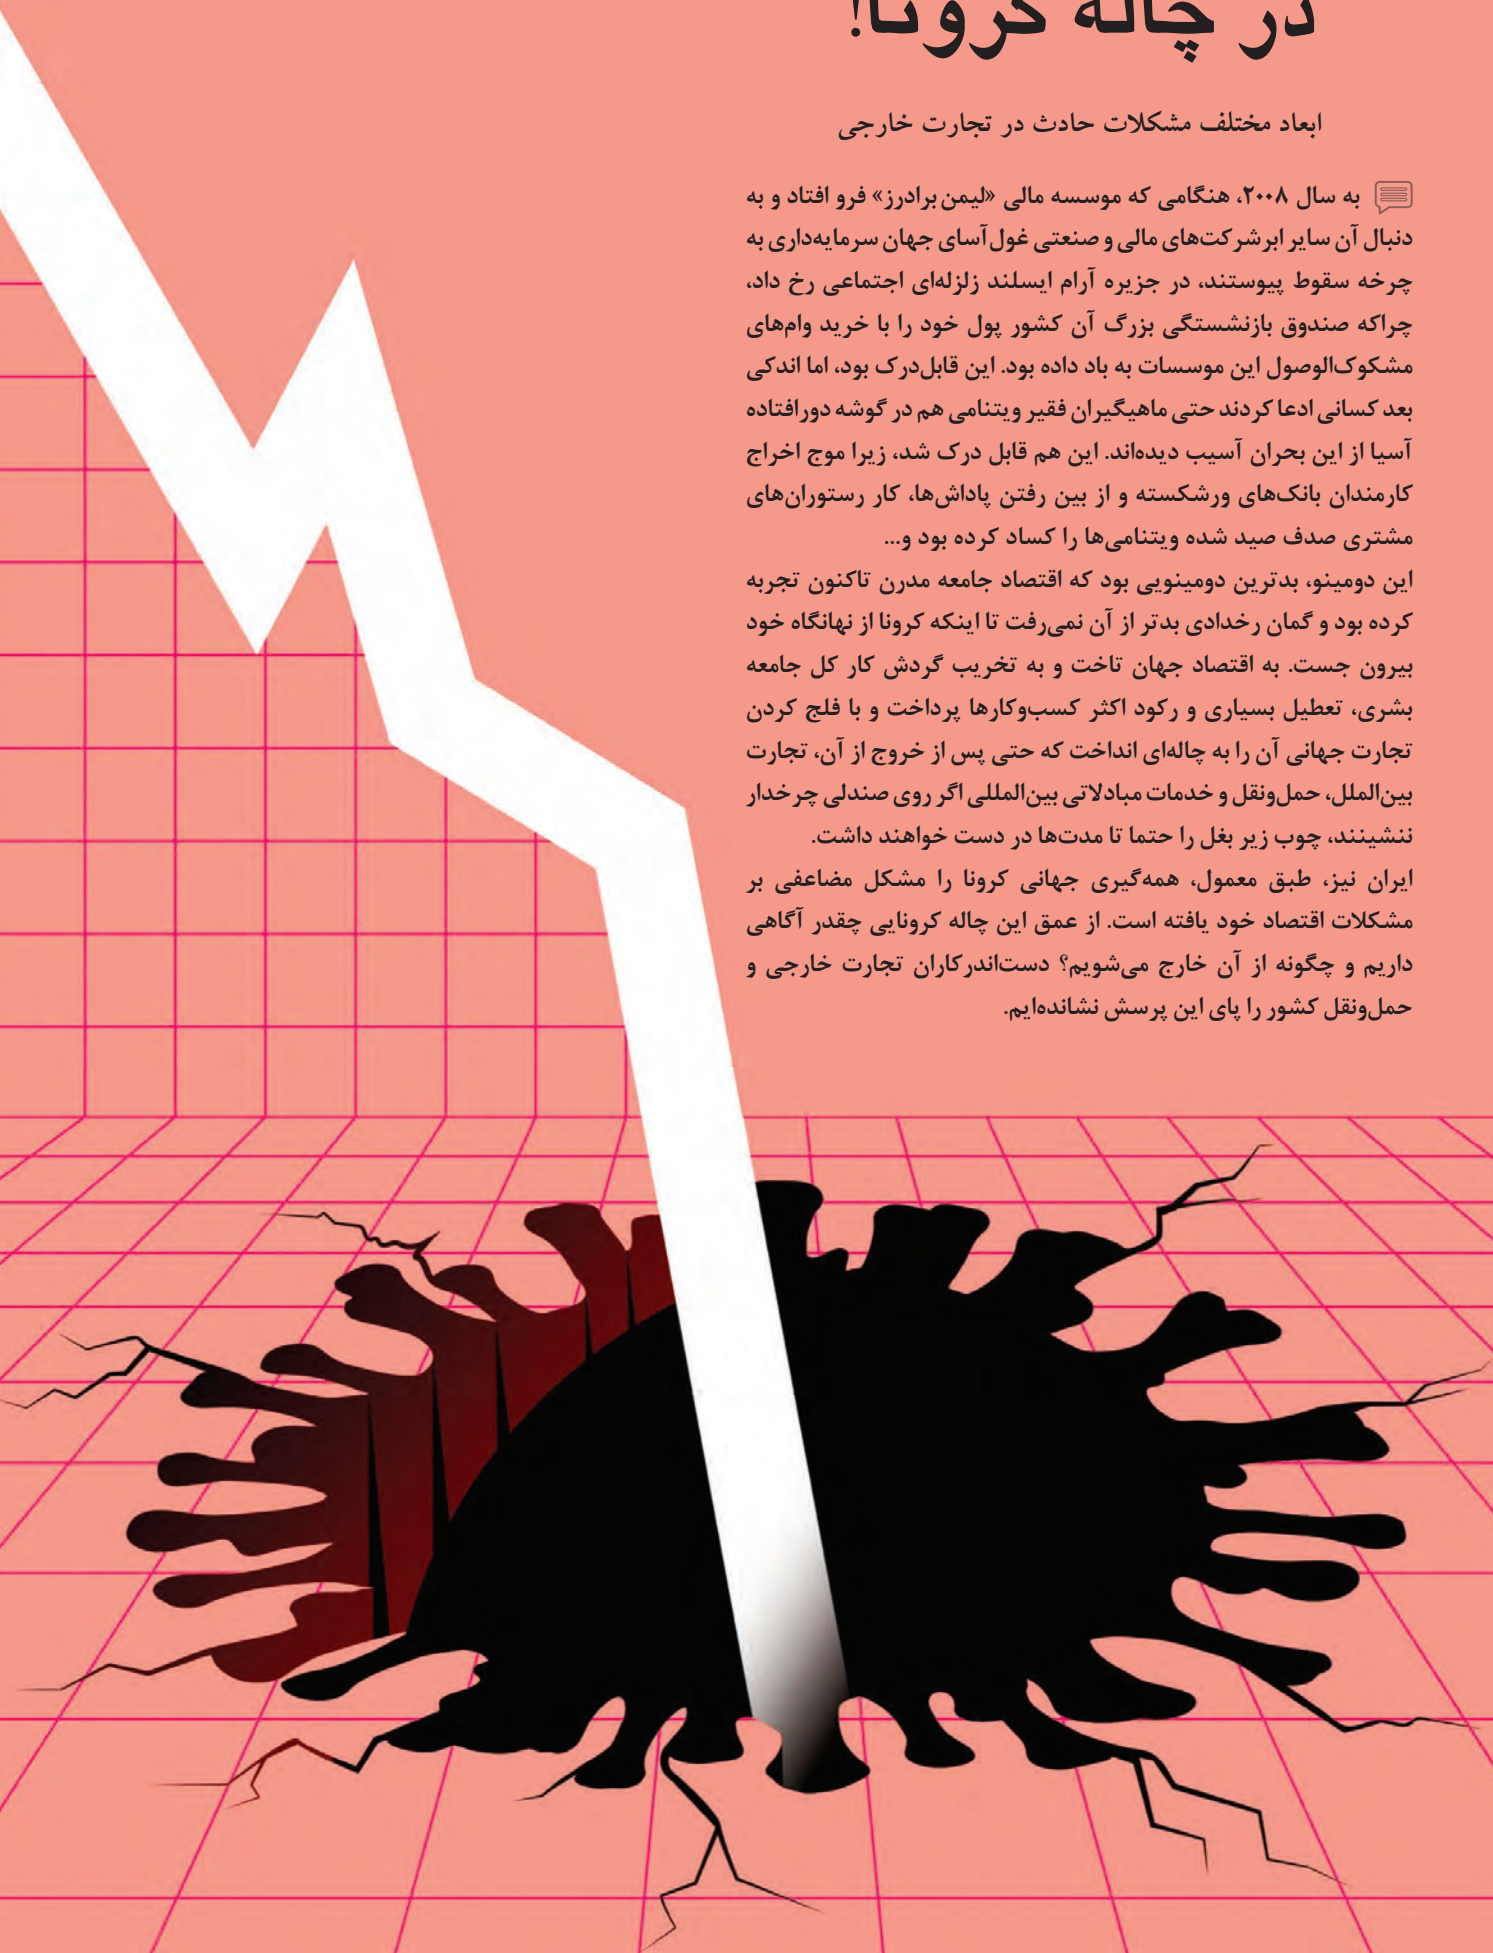 در چاله کرونا!
ابعاد مختلف مشکلات حادث در تجارت خارجی
به سال ۲۰۰۸، هنگامی که موسسه مالی «لیمن برادرز» فرو افتاد و به
دنبال آن سایر ابرشرکت‌های مالی و صنعتی غول‌آسای جهان سرمایه‌داری به
چرخه سقوط پیوستند، در جزیره آرام ایسلند زلزله‌ای اجتماعی رخ داد،
چراکه صندوق بازنشستگی بزرگ آن کشور پول خود را با خرید وام‌های
مشکوک‌الوصول این موسسات به باد داده بود. این قابل‌درک بود، اما اندکی
بعد کسانی ادعا کردند حتی ماهیگیران فقیر ویتنامی هم در گوشه دورافتاده
آسیا از این بحران آسیب دیده‌اند. این هم قابل درک شد، زیرا موج اخراج
کارمندان بانک‌های ورشکسته و از بین رفتن پاداش‌ها، کار رستوران‌های
مشتری صدف صید شده ویتنامی‌ها را کساد کرده بود و...
این دومینو، بدترین دومینویی بود که اقتصاد جامعه مدرن تاکنون تجربه
کرده بود و گمان رخدادی بدتر از آن نمی‌رفت تا اینکه کرونا از نهانگاه خود
بیرون جست. به اقتصاد جهان تاخت و به تخریب گردش کار کل جامعه
بشری، تعطیل بسیاری و رکود اکثر کسب‌وکارها پرداخت و با فلج کردن
تجارت جهانی آن را به چاله‌ای انداخت که حتی پس از خروج از آن، تجارت
بین‌الملل، حمل‌ونقل و خدمات مبادلاتی بین‌المللی اگر روی صندلی چرخدار
ننشینند، چوب زیر بغل را حتما تا مدت‌ها در دست خواهند داشت.
ایران نیز، طبق معمول، همه‌گیری جهانی کرونا را مشکل مضاعفی بر
مشکلات اقتصاد خود یافته است. از عمق این چاله کرونایی چقدر آگاهی
داریم و چگونه از آن خارج می‌شویم؟ دست‌اندرکاران تجارت خارجی و
حمل‌ونقل کشور را پای این پرسش نشانده‌ایم.